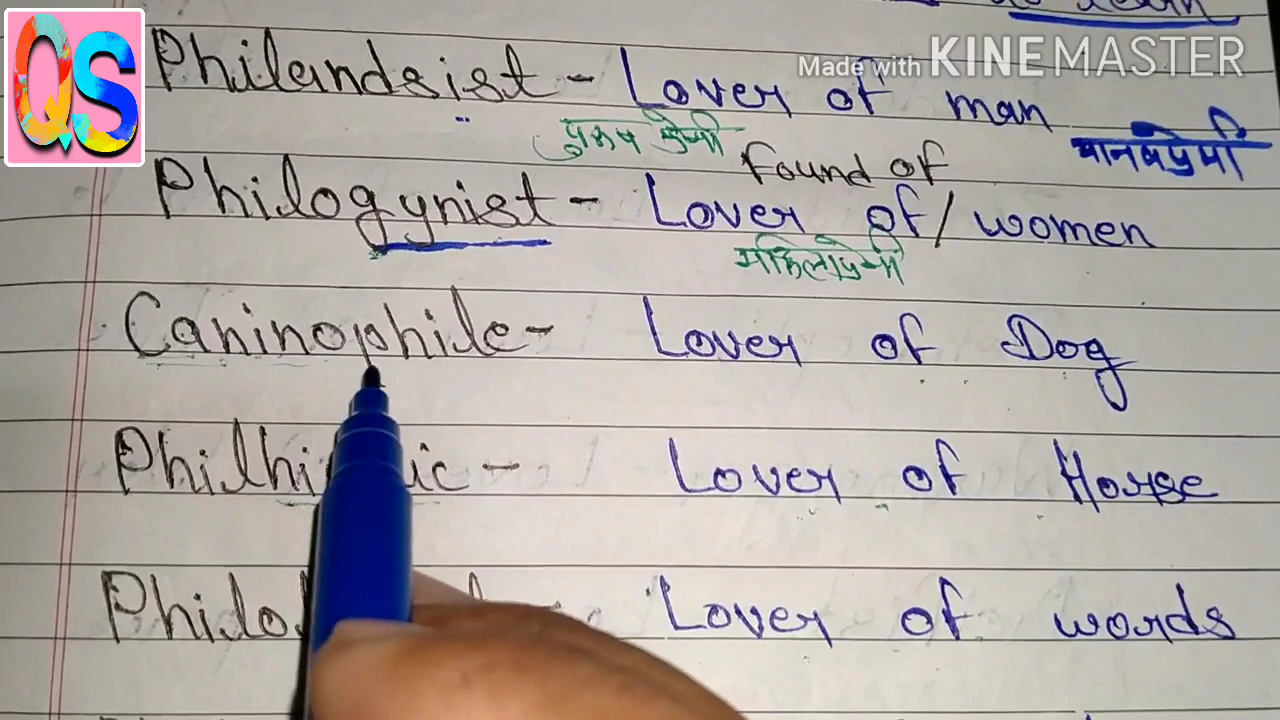 QS
Made with KINEMASTER
Philandsist - Lover of man
पुरुष प्रेमी मानवप्रेमी
found of
Philogynist - Lover of / women
महिलाप्रेमी
Caninophile - Lover of Dog
Lover of Horse
Lover of words